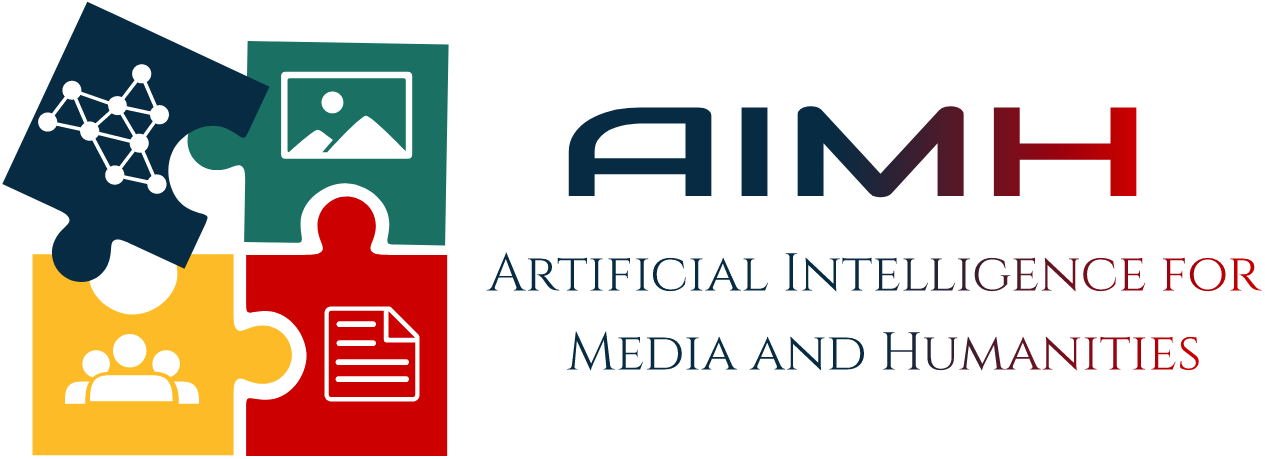 AIMH
Artificial Intelligence for
Media and Humanities